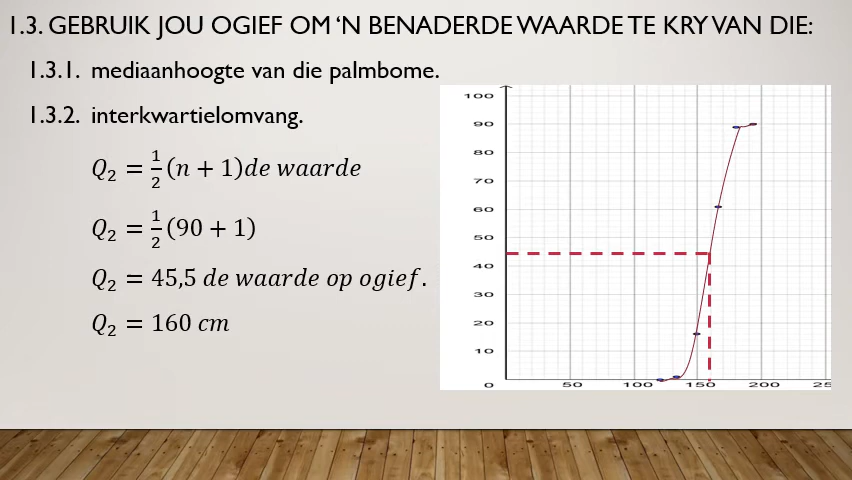 1.3. GEBRUIK JOU OGIEF OM ‘N BENADERDE WAARDE TE KRY VAN DIE:
1.3.1. mediaanhoogte van die palmbome.
1.3.2. interkwartielomvang.
Q₂ = 1/2 (n + 1)de waarde
Q₂ = 1/2 (90 + 1)
Q₂ = 45,5 de waarde op ogief.
Q₂ = 160 cm
100
90
80
70
60
50
40
30
20
10
0 50 100 150 200 25